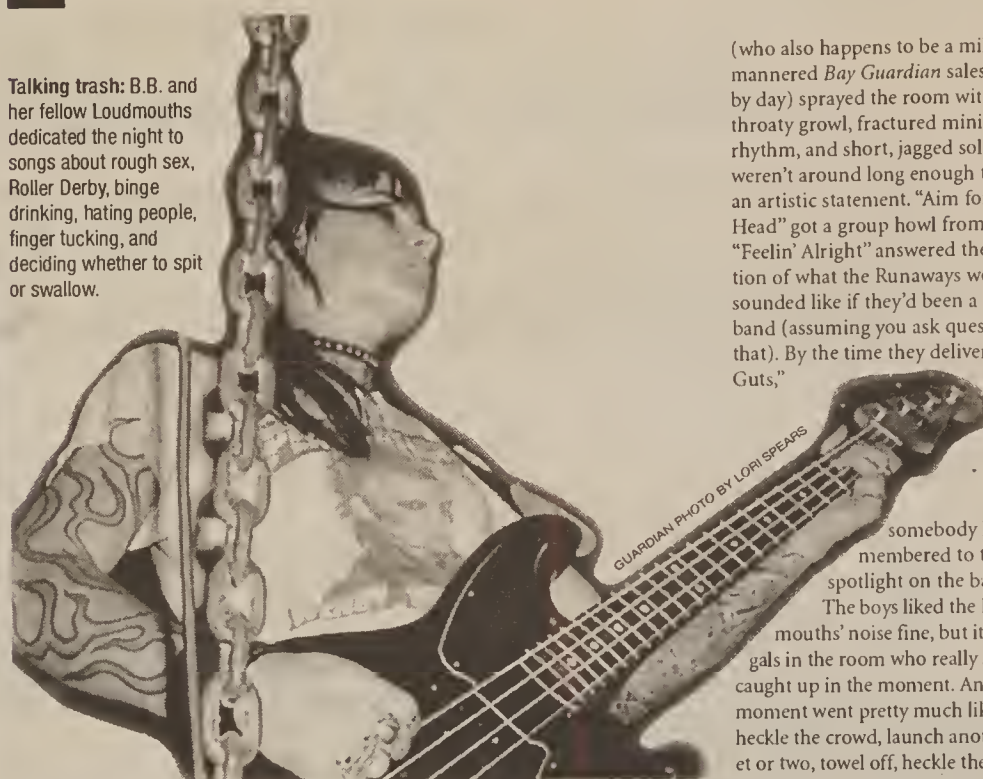 Talking trash: B.B. and
her fellow Loudmouths
dedicated the night to
songs about rough sex,
Roller Derby, binge
drinking, hating people,
finger tucking, and
deciding whether to spit
or swallow.
(who also happens to be a mi
mannered Bay Guardian sales
by day) sprayed the room wit
throaty growl, fractured mini
rhythm, and short, jagged sol
weren't around long enough t
an artistic statement. "Aim fo
Head" got a group howl from
"Feelin' Alright" answered the
tion of what the Runaways wo
sounded like if they'd been a
band (assuming you ask ques
that). By the time they deliver
Guts,"
GUARDIAN PHOTO BY LORI SPEARS
somebody
membered to t
spotlight on the ba
The boys liked the
mouths' noise fine, but it
gals in the room who really
caught up in the moment. An
moment went pretty much lik
heckle the crowd, launch anot
et or two, towel off, heckle the